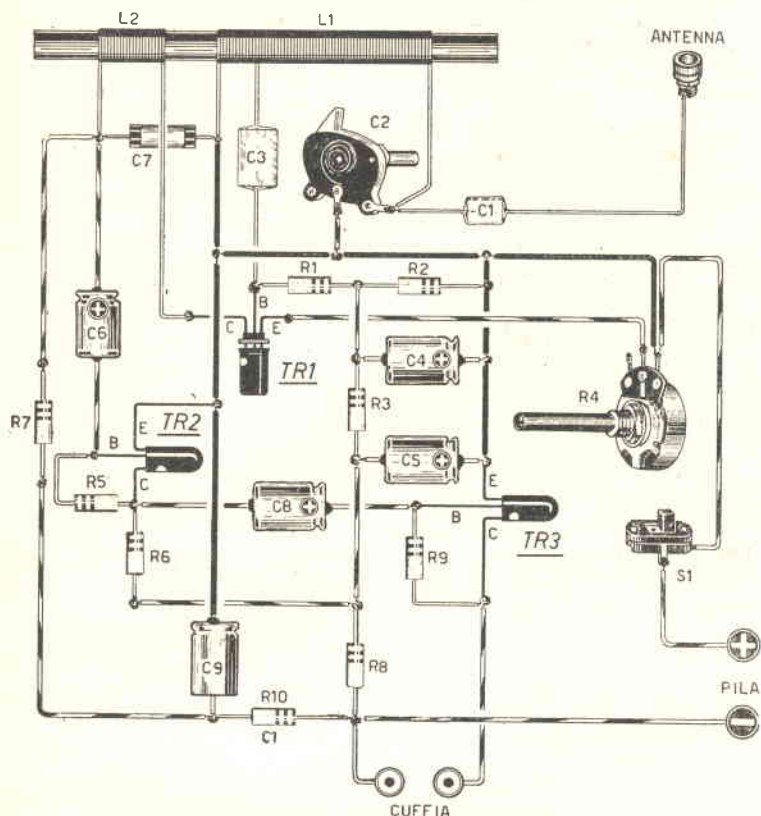 L2
L1
ANTENNA
C2
C7
C3
C1
R1
R2
B
C
E
C6
TR1
C4
R4
R3
R7
E
TR2
B
C
C5
R5
E
C8
B
C
TR3
R6
R9
S1
C9
R8
R10
C1
PILA
CUFFIA